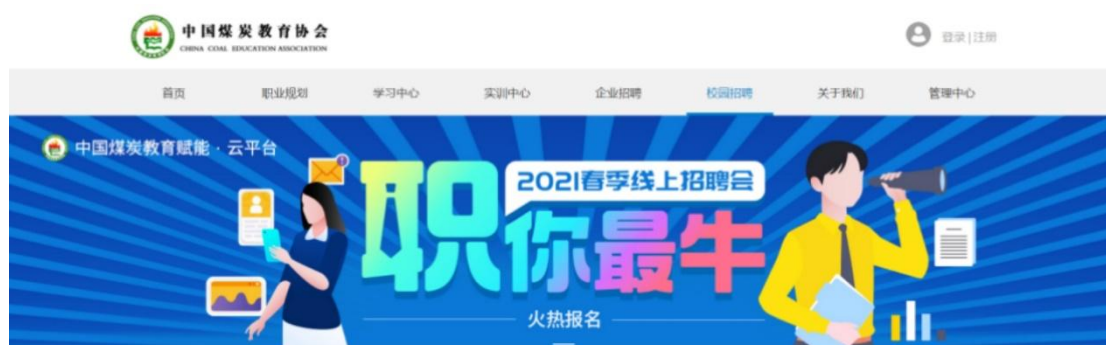 中国煤炭教育协会
CHINA COAL EDUCATION ASSOCIATION
登录|注册
首页 职业规划 学习中心 实训中心 企业招聘 校园招聘 关于我们 管理中心
中国煤炭教育赋能·云平台
2021春季线上招聘会
职你最牛
火热报名